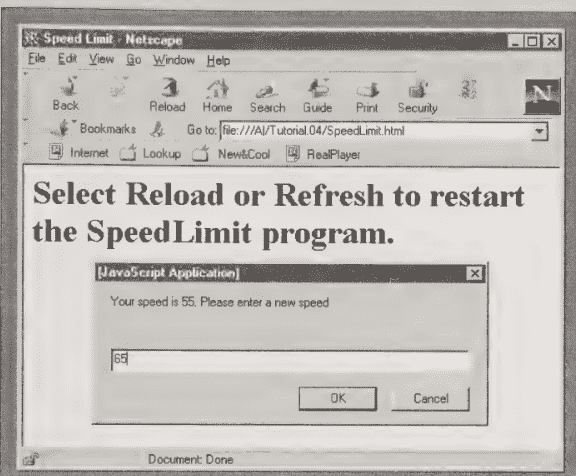 Speed Limit - Netscape
File Edit View Go Window Help
Back Reload Home Search Guide Print Security
N
Bookmarks Go to: file:///A|/Tutorial.04/SpeedLimit.html
Internet Lookup New&Cool RealPlayer
Select Reload or Refresh to restart
the SpeedLimit program.
[JavaScript Application]
Your speed is 55. Please enter a new speed
65
OK Cancel
Document: Done